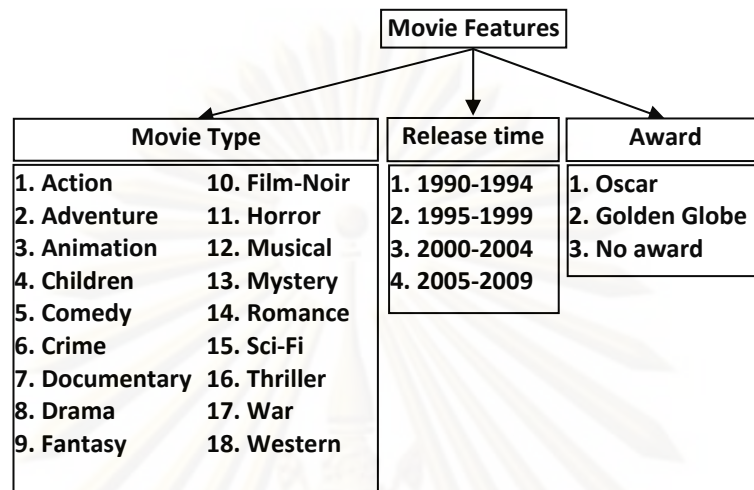 Movie Features
Movie Type
1. Action
2. Adventure
3. Animation
4. Children
5. Comedy
6. Crime
7. Documentary
8. Drama
9. Fantasy
10. Film-Noir
11. Horror
12. Musical
13. Mystery
14. Romance
15. Sci-Fi
16. Thriller
17. War
18. Western
Release time
1. 1990-1994
2. 1995-1999
3. 2000-2004
4. 2005-2009
Award
1. Oscar
2. Golden Globe
3. No award